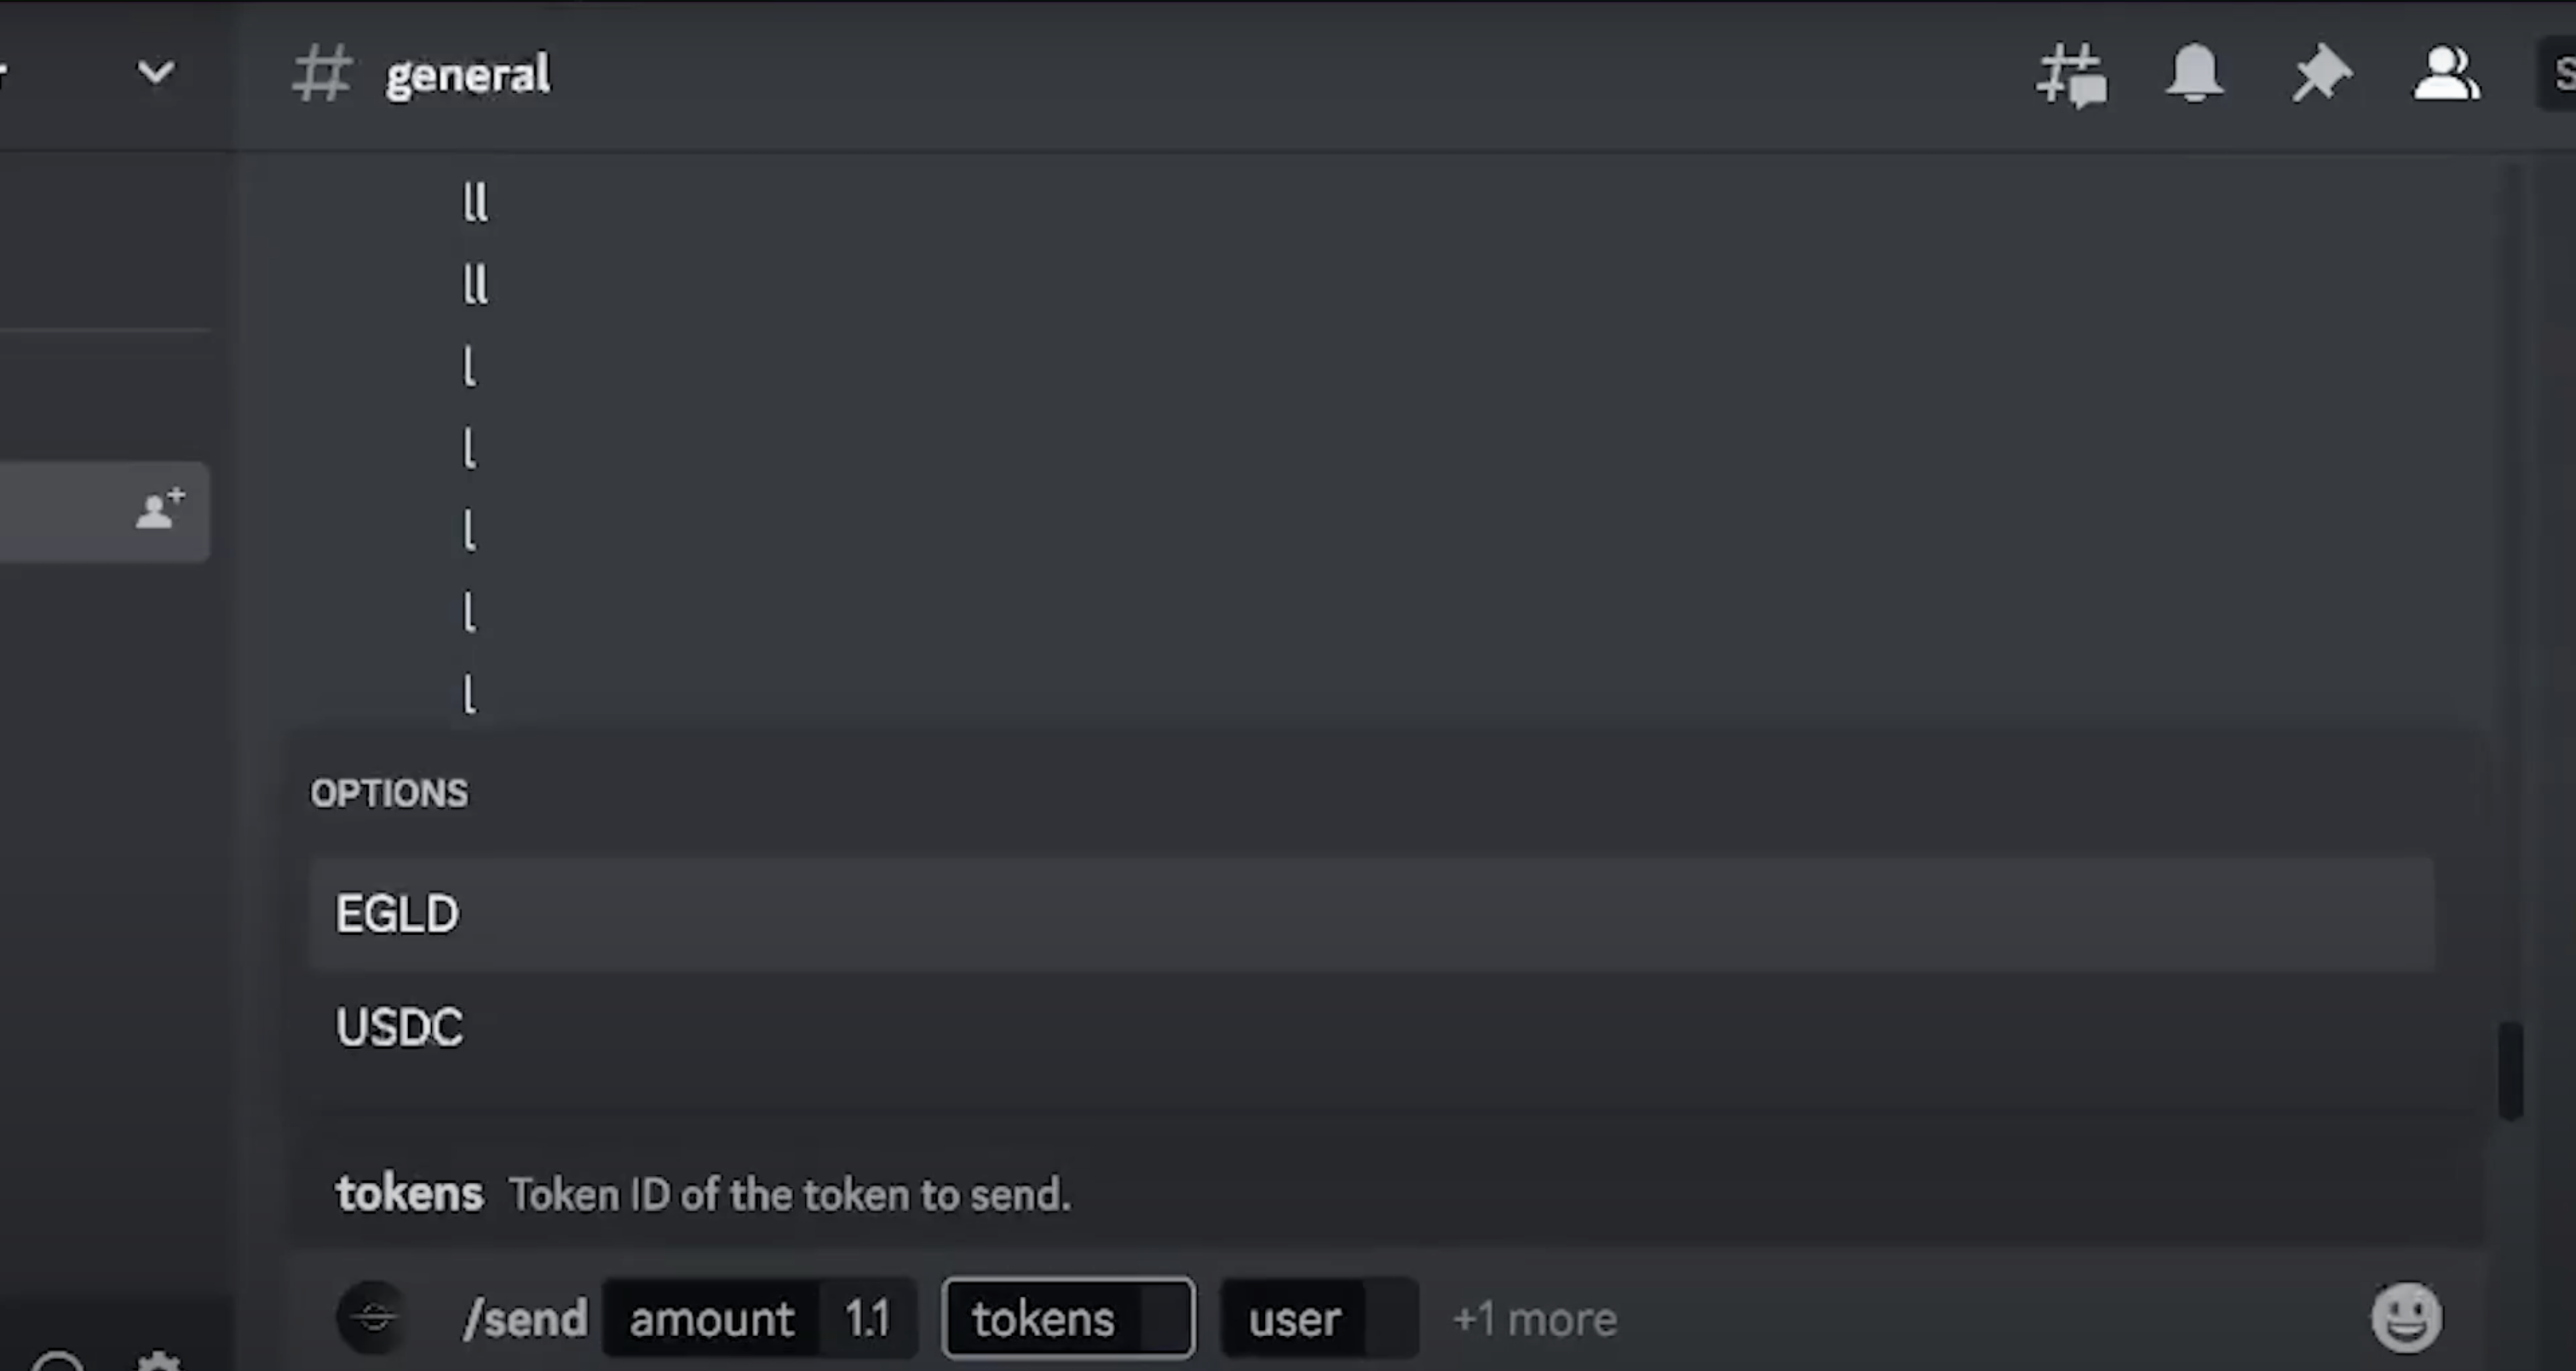 general
ll
ll
l
l
l
l
l
OPTIONS
EGLD
USDC
tokens Token ID of the token to send.
/send amount 1.1 tokens user +1 more